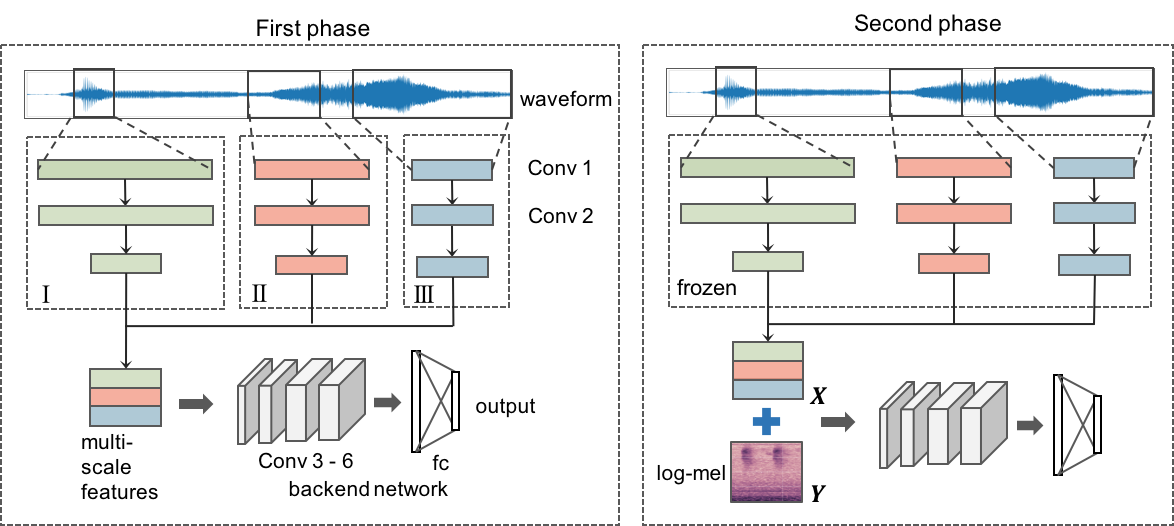 First phase
Second phase
waveform
Conv 1
Conv 2
I
II
III
frozen
multi-
scale
features
Conv 3 - 6
backend network
fc
output
X
log-mel
Y